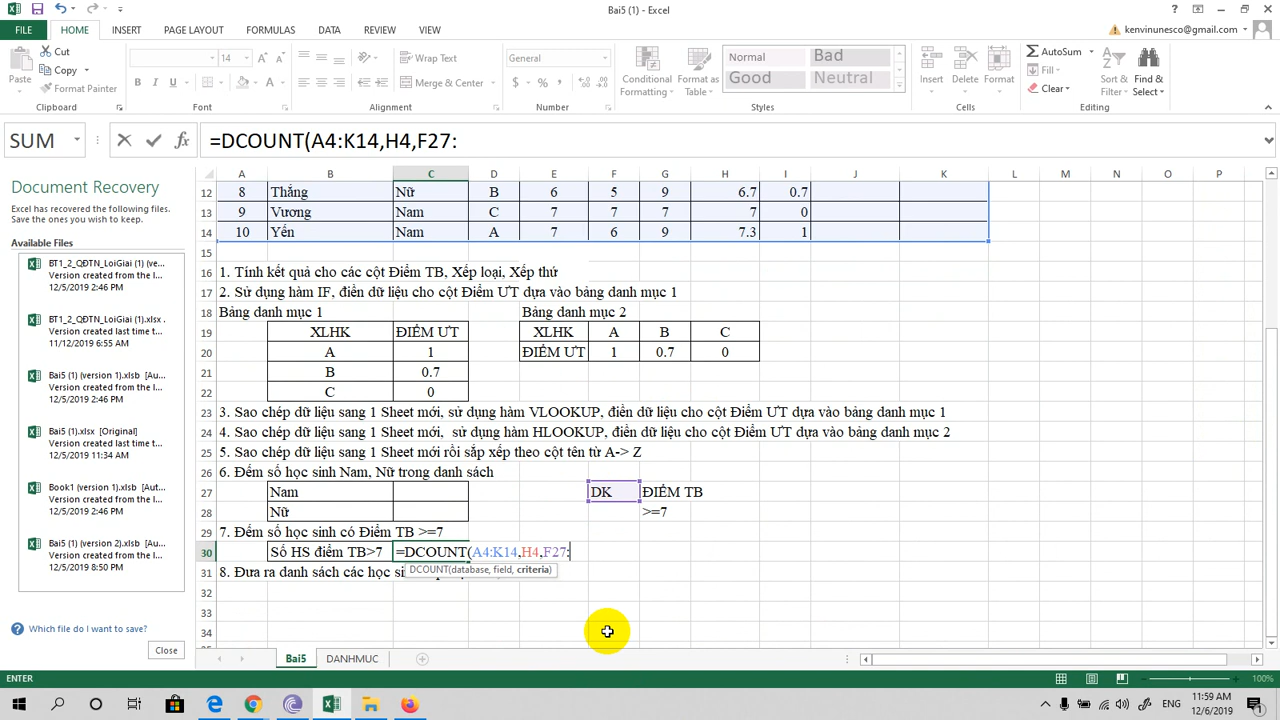 Bai5 (1) - Excel
FILE HOME INSERT PAGE LAYOUT FORMULAS DATA REVIEW VIEW
kenvinunesco@gmail.com
Paste Cut Copy Format Painter
14
B I U
Wrap Text
Merge & Center
General
$ % ,
Conditional Formatting
Format as Table
Normal Bad
Good Neutral
Insert Delete Format
AutoSum
Fill
Clear
Sort & Filter
Find & Select
Clipboard Font Alignment Number Styles Cells Editing
SUM =DCOUNT(A4:K14,H4,F27:
Document Recovery
Excel has recovered the following files.
Save the ones you wish to keep.
Available Files
BT1_2_QĐTN_LoiGiai (1) (ve...
Version created from the l...
12/5/2019 2:46 PM
BT1_2_QĐTN_LoiGiai (1).xlsx .
Version created last time t...
11/12/2019 6:55 AM
Bai5 (1) (version 1).xlsb [Au...
Version created from the l...
12/6/2019 2:46 PM
Bai5 (1).xlsx [Original]
Version created last time t...
12/5/2019 11:34 AM
Book1 (version 1).xlsb [Aut...
Version created from the l...
12/6/2019 2:46 PM
Bai5 (version 2).xlsb [Auto...
Version created from the l...
12/5/2019 8:50 PM
Which file do I want to save?
Close
A B C D E F G H I J K L M N O P
12 8 Thắng Nữ B 6 5 9 6.7 0.7
13 9 Vương Nam C 7 7 7 7 0
14 10 Yến Nam A 7 6 9 7.3 1
15
16 1. Tính kết quả cho các cột Điểm TB, Xếp loại, Xếp thứ
17 2. Sử dụng hàm IF, điền dữ liệu cho cột Điểm ƯT dựa vào bảng danh mục 1
18 Bảng danh mục 1 Bảng danh mục 2
19 XLHK ĐIỂM ƯT XLHK A B C
20 A 1 ĐIỂM ƯT 1 0.7 0
21 B 0.7
22 C 0
23 3. Sao chép dữ liệu sang 1 Sheet mới, sử dụng hàm VLOOKUP, điền dữ liệu cho cột Điểm ƯT dựa vào bảng danh mục 1
24 4. Sao chép dữ liệu sang 1 Sheet mới, sử dụng hàm HLOOKUP, điền dữ liệu cho cột Điểm ƯT dựa vào bảng danh mục 2
25 5. Sao chép dữ liệu sang 1 Sheet mới rồi sắp xếp theo cột tên từ A-> Z
26 6. Đếm số học sinh Nam, Nữ trong danh sách
27 Nam DK ĐIỂM TB
28 Nữ >=7
29 7. Đếm số học sinh có Điểm TB >=7
30 Số HS điểm TB>7 =DCOUNT(A4:K14,H4,F27:
DCOUNT(database, field, criteria)
31 8. Đưa ra danh sách các học sin
32
33
34
Bai5 DANHMUC
ENTER 100%
ENG 11:59 AM
12/6/2019
1